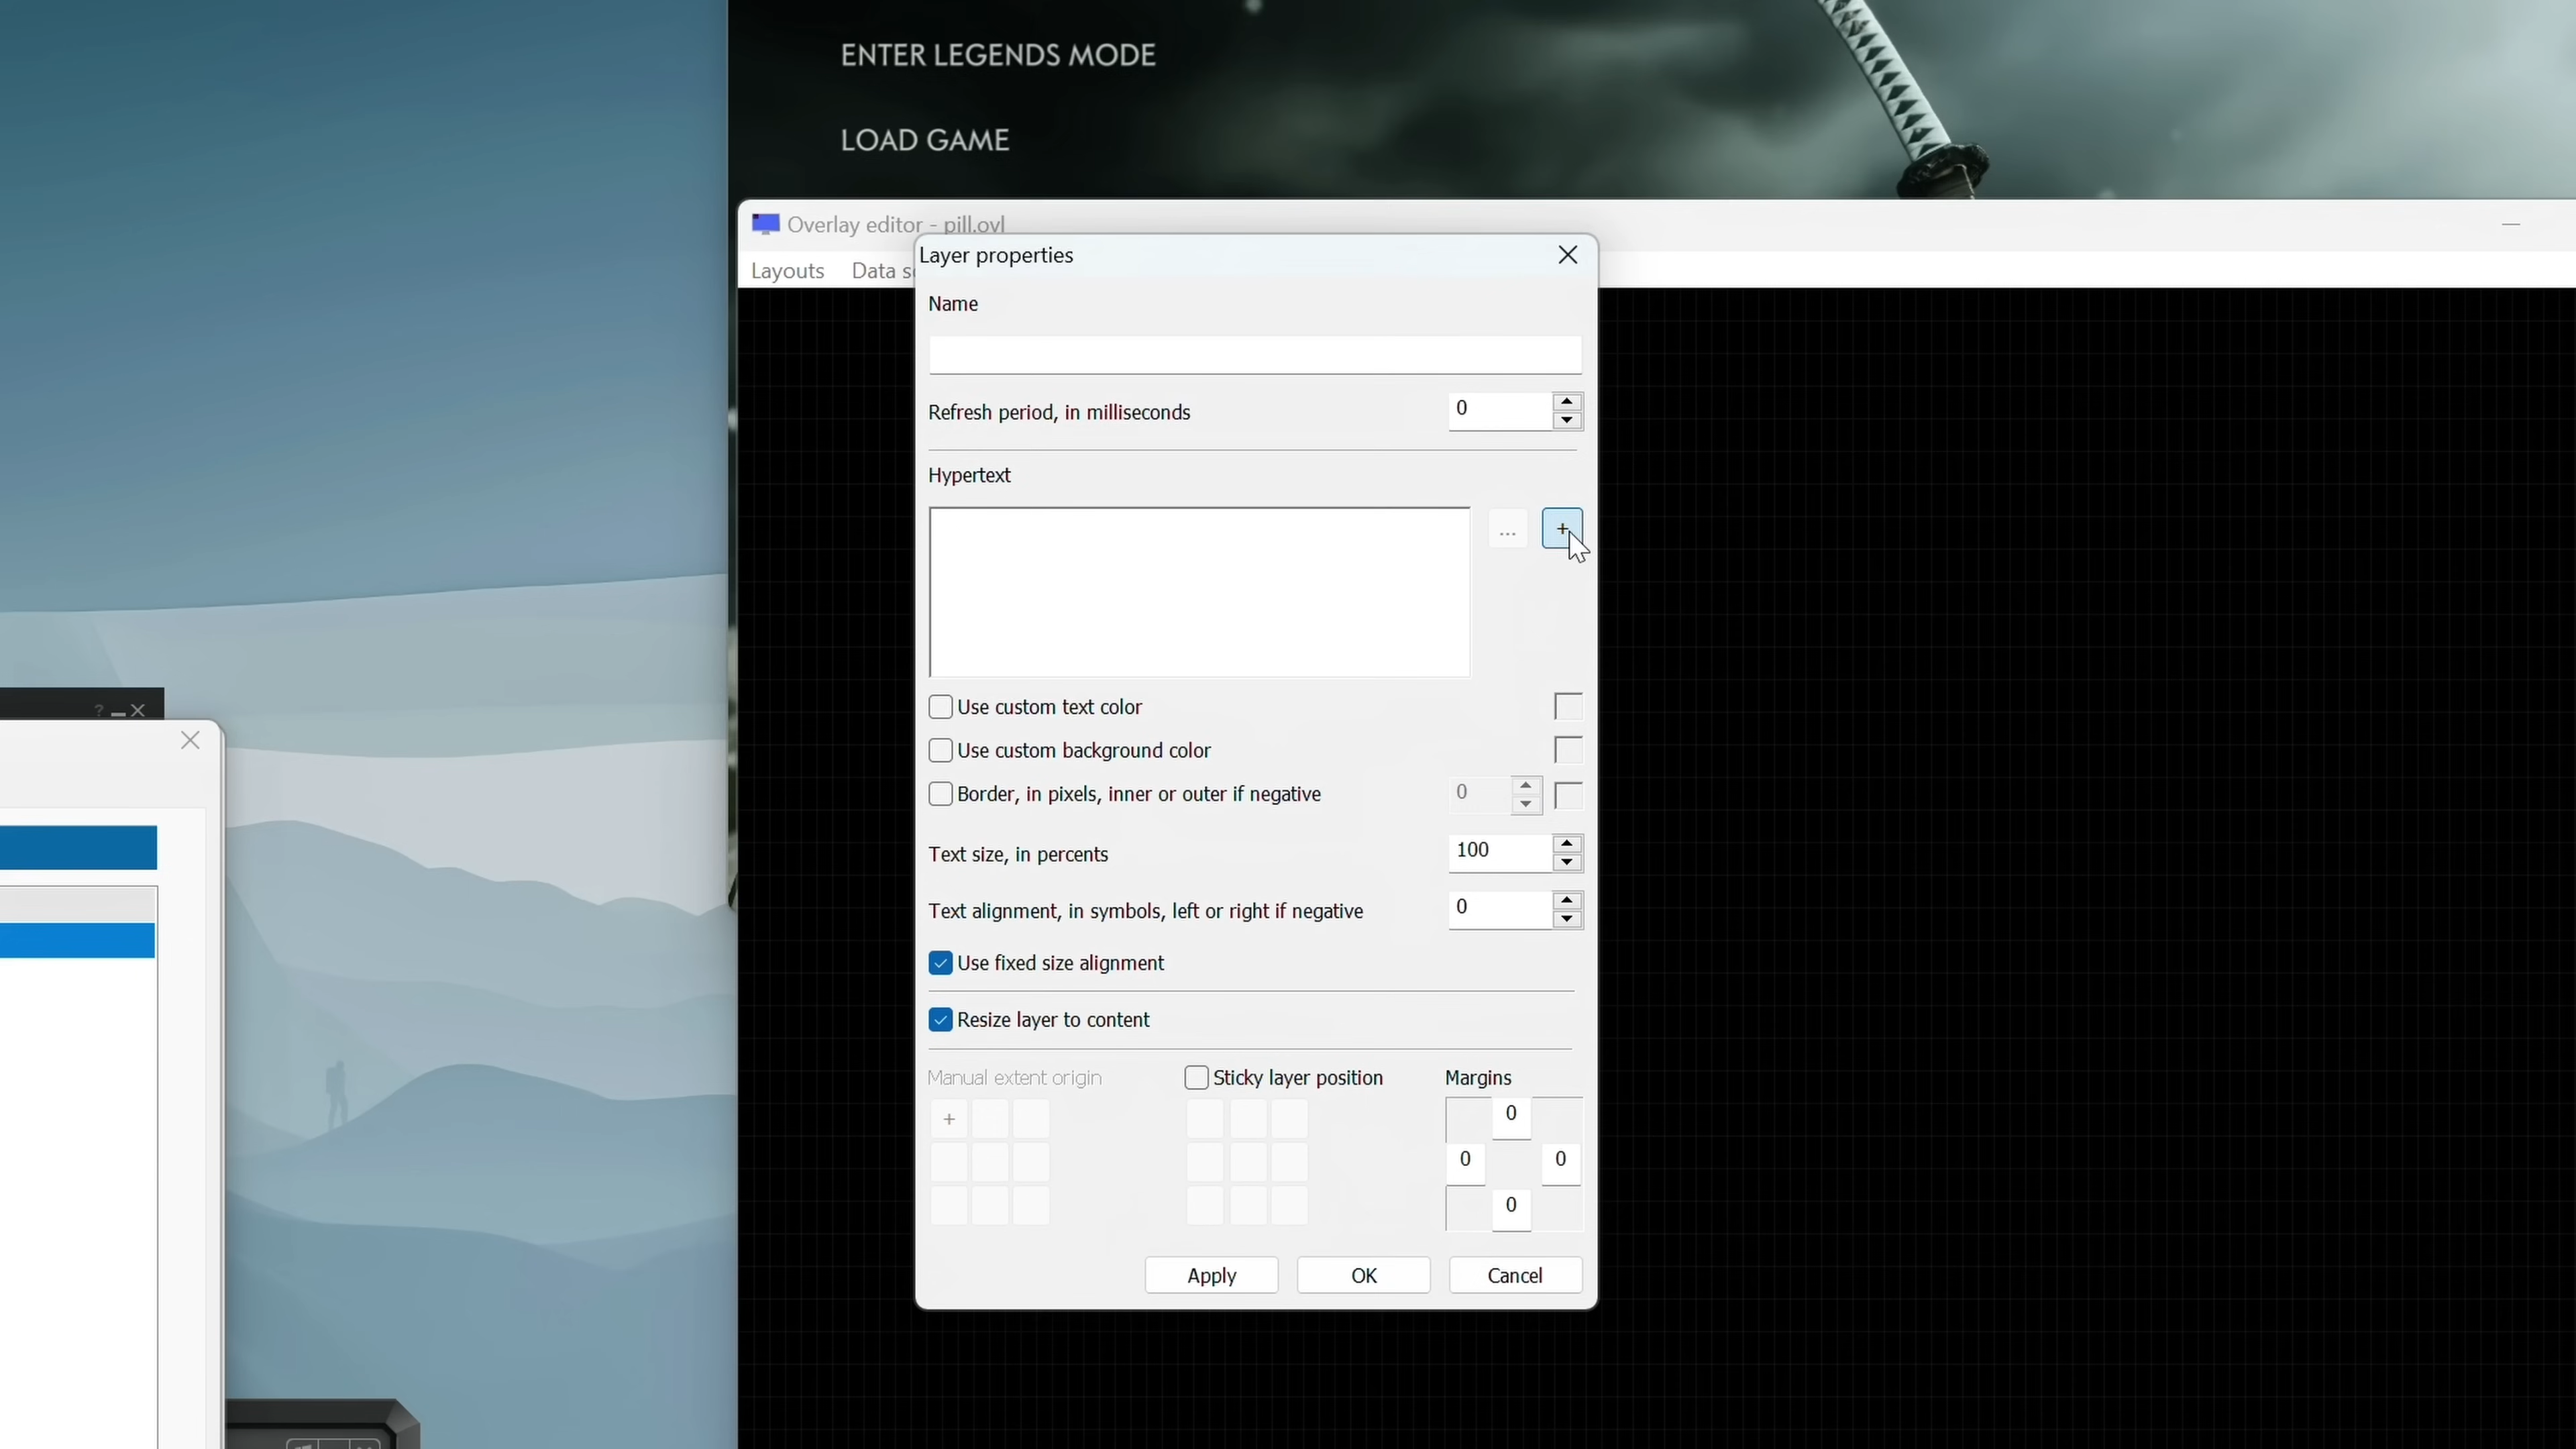 ENTER LEGENDS MODE
LOAD GAME
Overlay editor - pill.ovl
Layouts Data
Layer properties
Name
Refresh period, in milliseconds 0
Hypertext
... +
Use custom text color
Use custom background color
Border, in pixels, inner or outer if negative 0
Text size, in percents 100
Text alignment, in symbols, left or right if negative 0
Use fixed size alignment
Resize layer to content
Manual extent origin Sticky layer position Margins
+ 0
0 0
0
Apply OK Cancel
?